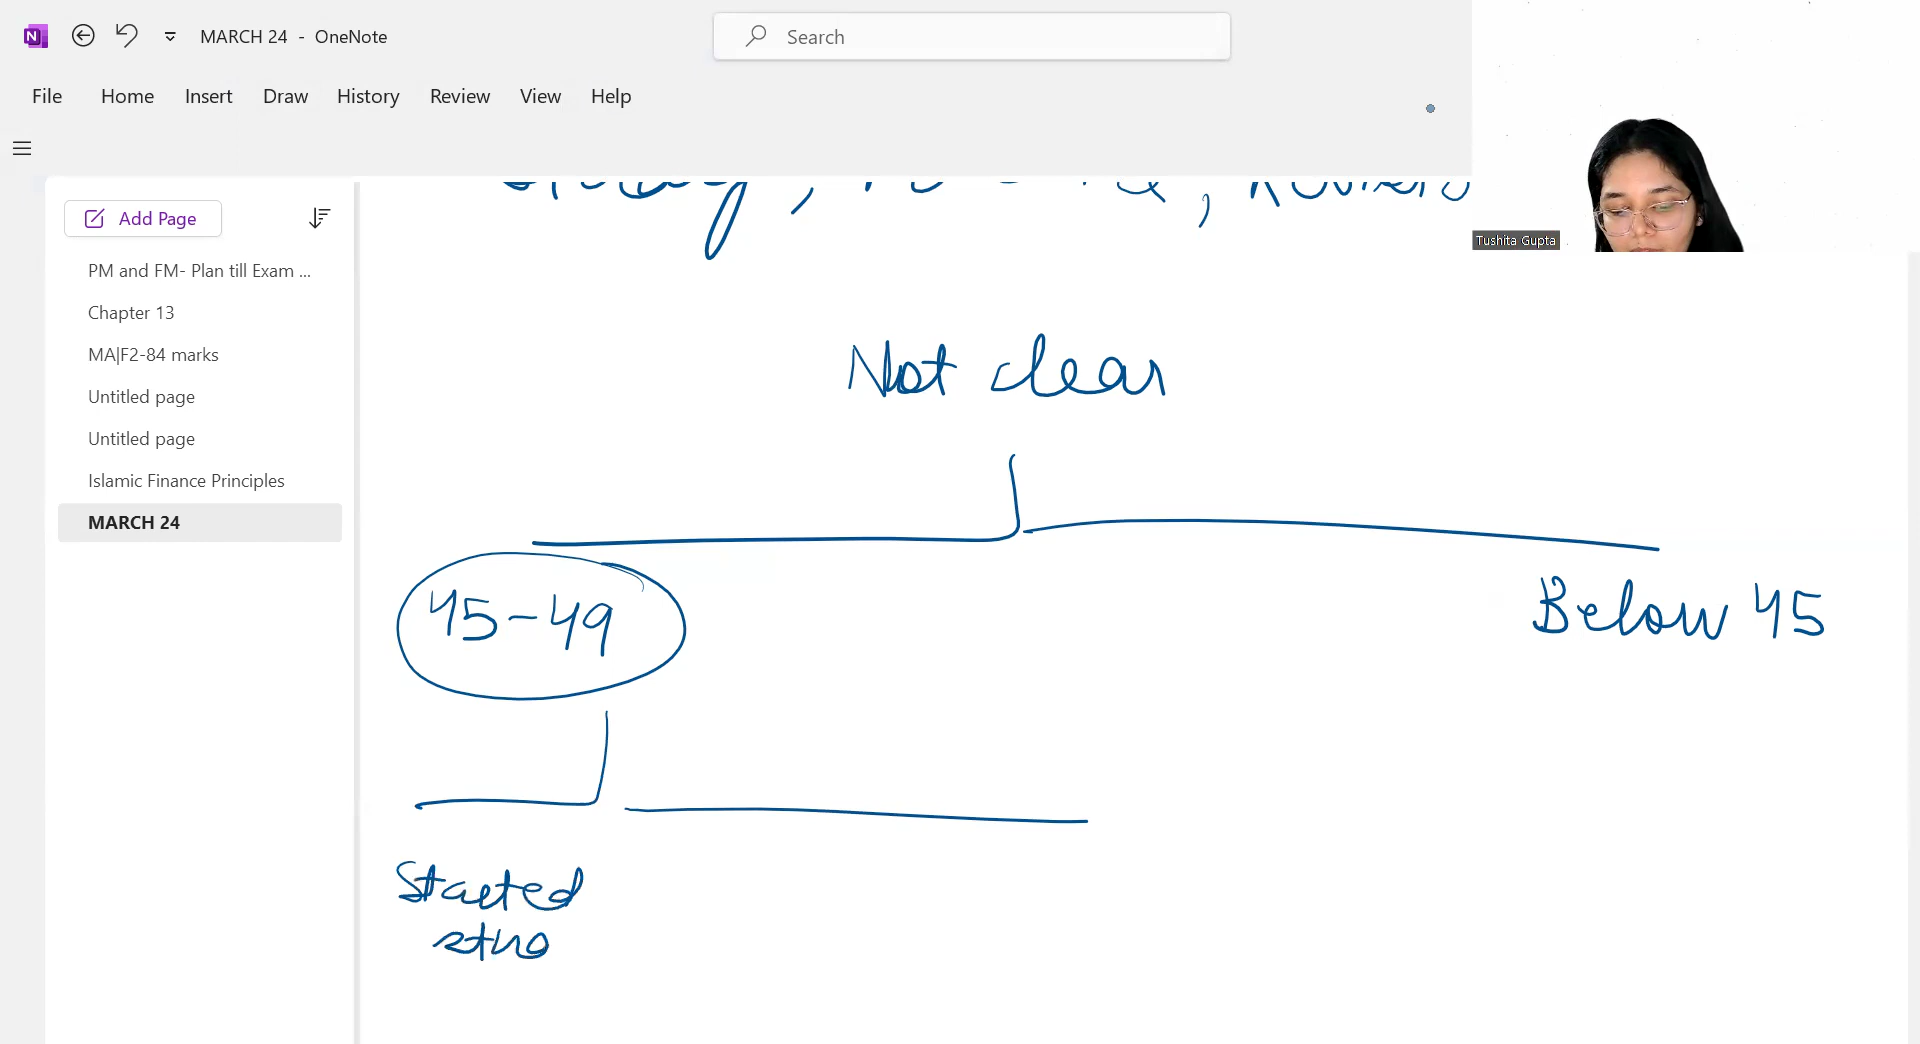 MARCH 24 - OneNote
Search
File Home Insert Draw History Review View Help
Add Page
PM and FM- Plan till Exam ...
Chapter 13
MA|F2-84 marks
Untitled page
Untitled page
Islamic Finance Principles
MARCH 24
Tushita Gupta
Not clear
45-49
Below 45
Started